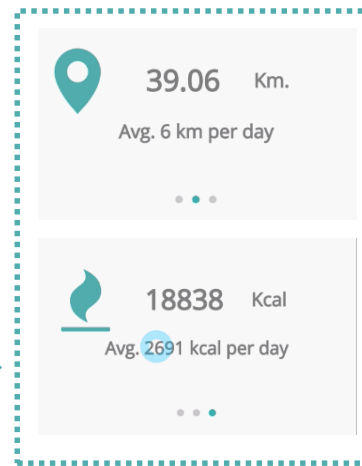 39.06 Km.
Avg. 6 km per day
18838 Kcal
Avg. 2691 kcal per day